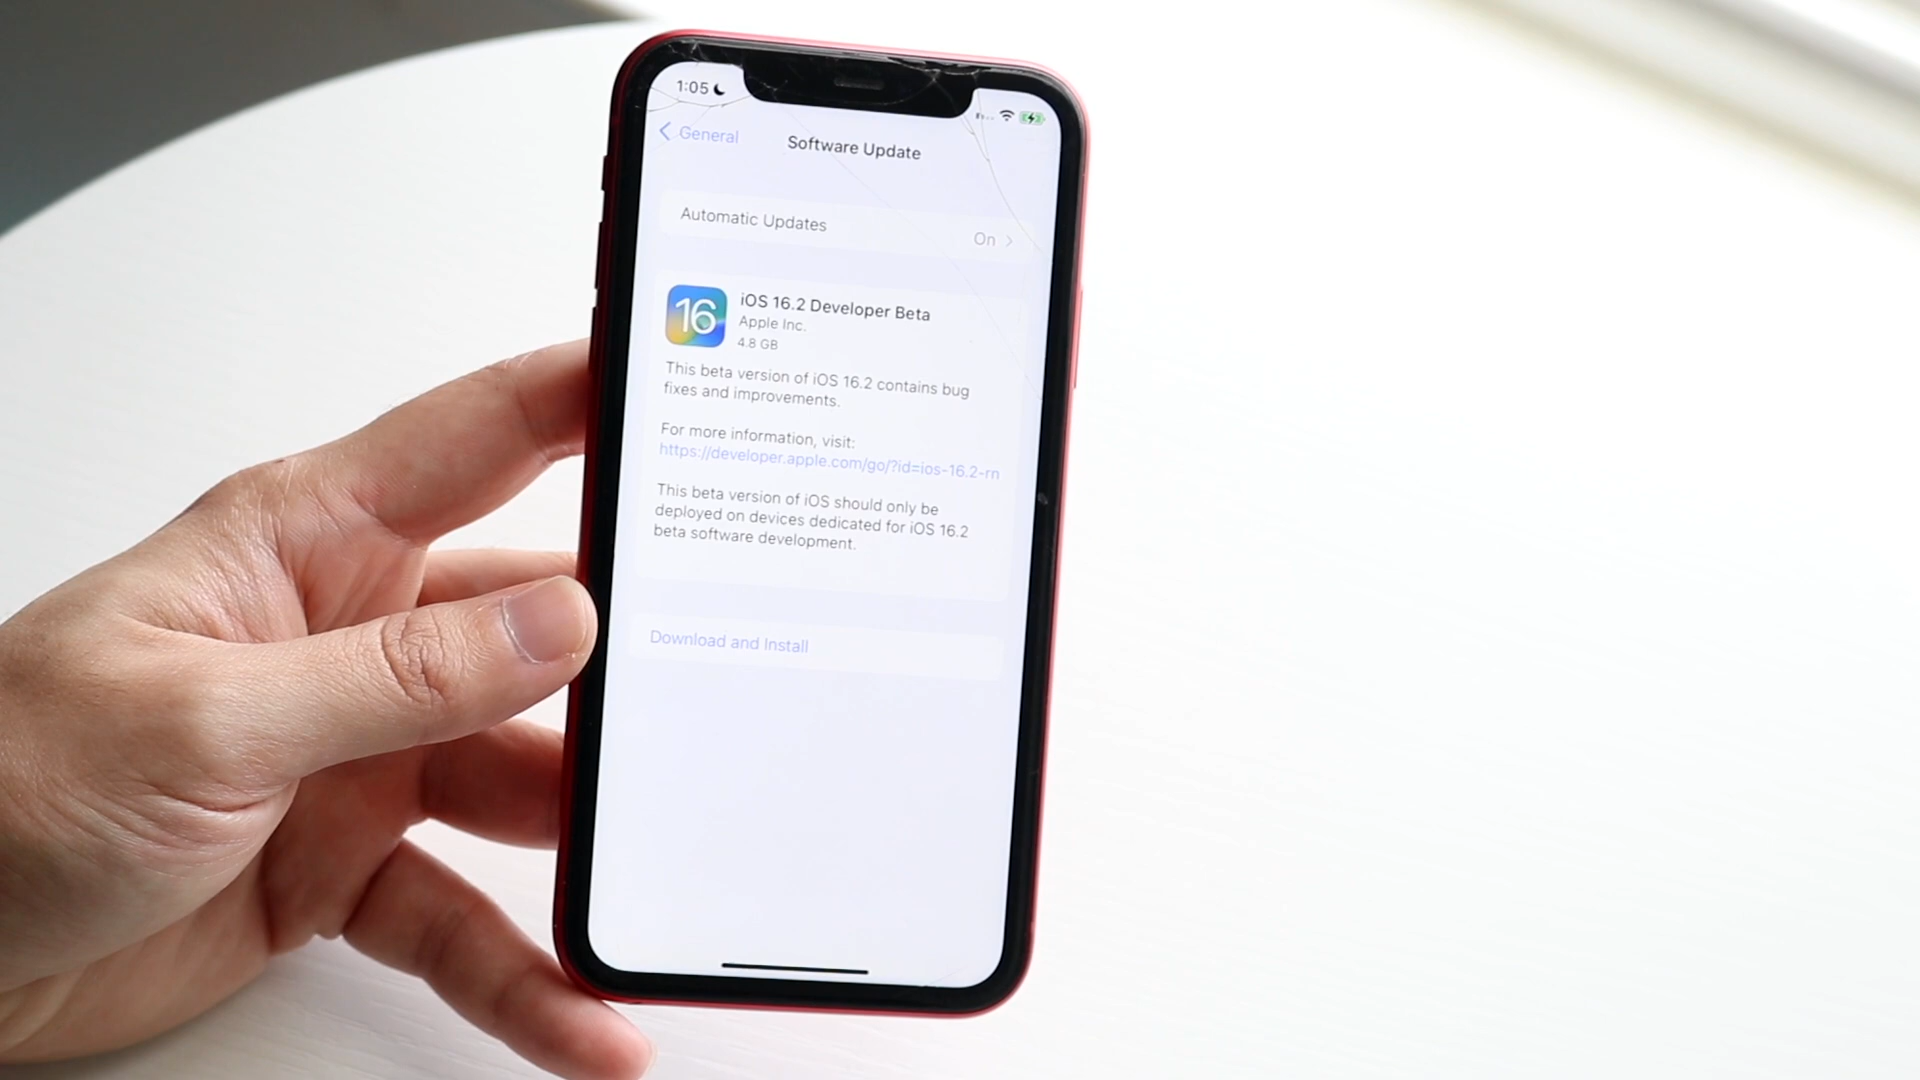 1:05
General
Software Update
Automatic Updates
On
16
iOS 16.2 Developer Beta
Apple Inc.
4.8 GB
This beta version of iOS 16.2 contains bug
fixes and improvements.
For more information, visit:
https://developer.apple.com/go/?id=ios-16.2-rn
This beta version of iOS should only be
deployed on devices dedicated for iOS 16.2
beta software development.
Download and Install